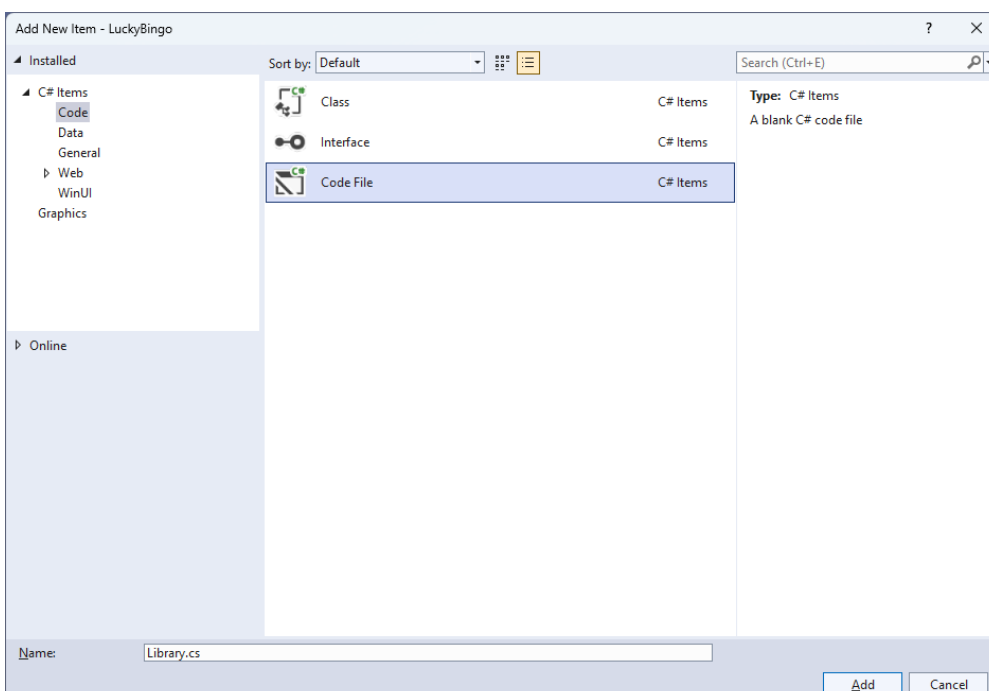 Add New Item - LuckyBingo ?
Installed
Sort by: Default
Search (Ctrl+E)
C# Items
Code
Data
General
Web
WinUI
Graphics
Online
Class C# Items
Interface C# Items
Code File C# Items
Type: C# Items
A blank C# code file
Name: Library.cs
Add Cancel